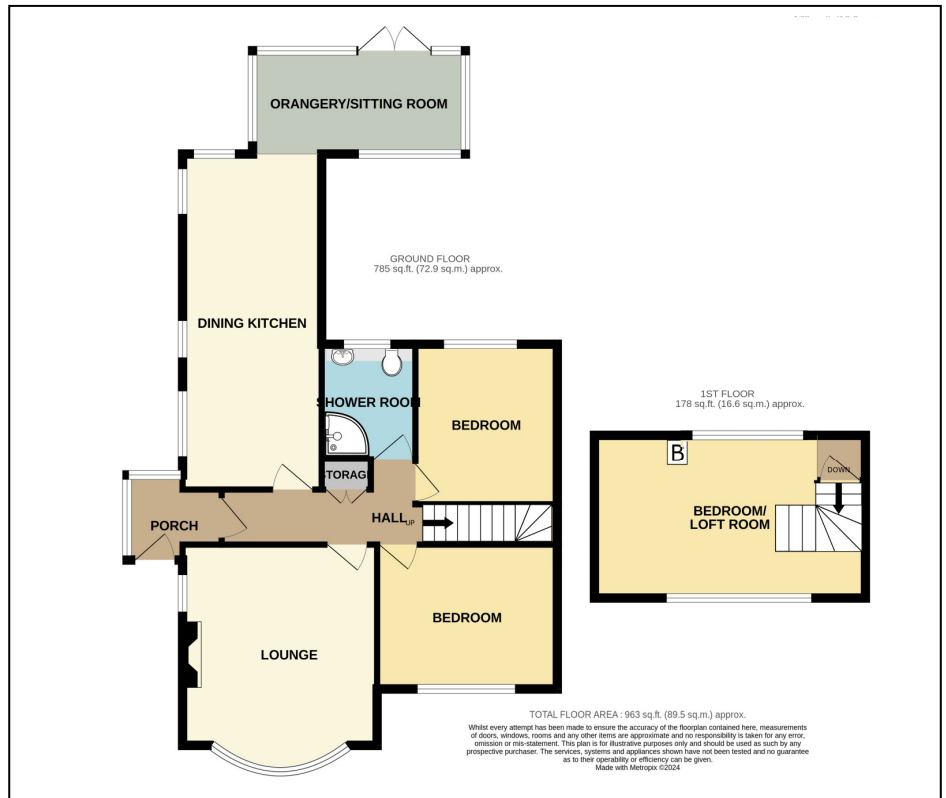 ORANGERY/SITTING ROOM
GROUND FLOOR
785 sq.ft. (72.9 sq.m.) approx.
DINING KITCHEN
SHOWER ROOM
BEDROOM
STORAGE
PORCH
HALL
UP
LOUNGE
BEDROOM
1ST FLOOR
178 sq.ft. (16.6 sq.m.) approx.
B
DOWN
BEDROOM/
LOFT ROOM
TOTAL FLOOR AREA : 963 sq.ft. (89.5 sq.m.) approx.
Whilst every attempt has been made to ensure the accuracy of the floorplan contained here, measurements
of doors, windows, rooms and any other items are approximate and no responsibility is taken for any error,
omission or mis-statement. This plan is for illustrative purposes only and should be used as such by any
prospective purchaser. The services, systems and appliances shown have not been tested and no guarantee
as to their operability or efficiency can be given.
Made with Metropix ©2024